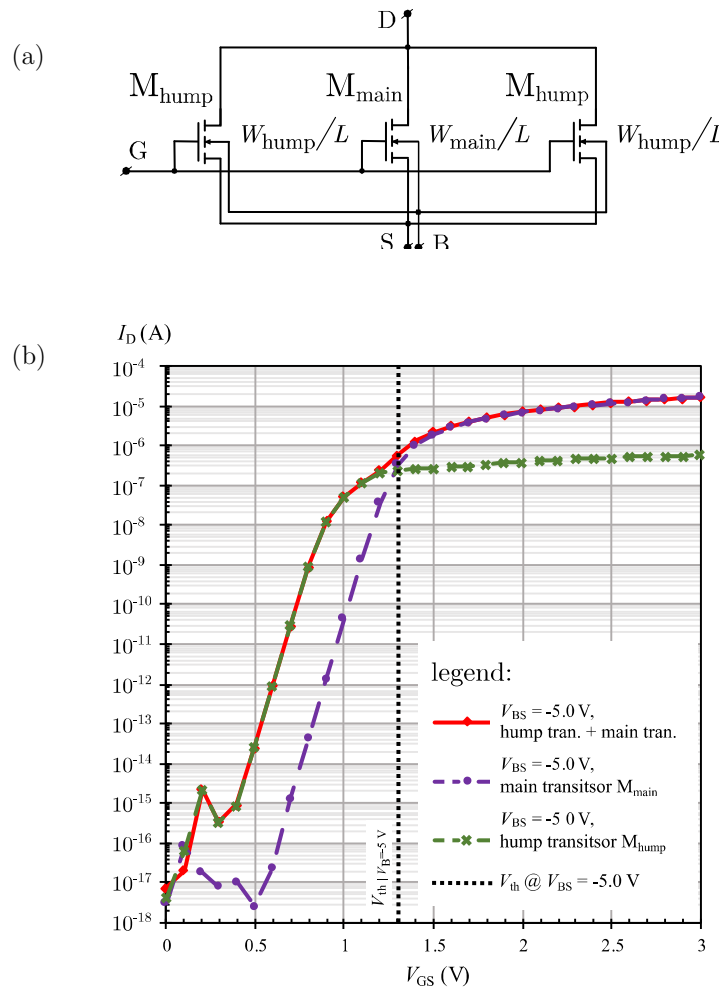 (a)
D
M_hump M_main M_hump
W_hump/L W_main/L W_hump/L
G
S B
(b)
I_D (A)
10^-4
10^-5
10^-6
10^-7
10^-8
10^-9
10^-10
10^-11
10^-12
10^-13
10^-14
10^-15
10^-16
10^-17
10^-18
V_th | V_B=-5 V
legend:
V_BS = -5.0 V,
hump tran. + main tran.
V_BS = -5.0 V,
main transitsor M_main
V_BS = -5 0 V,
hump transitsor M_hump
V_th @ V_BS = -5.0 V
0 0.5 1 1.5 2 2.5 3
V_GS (V)